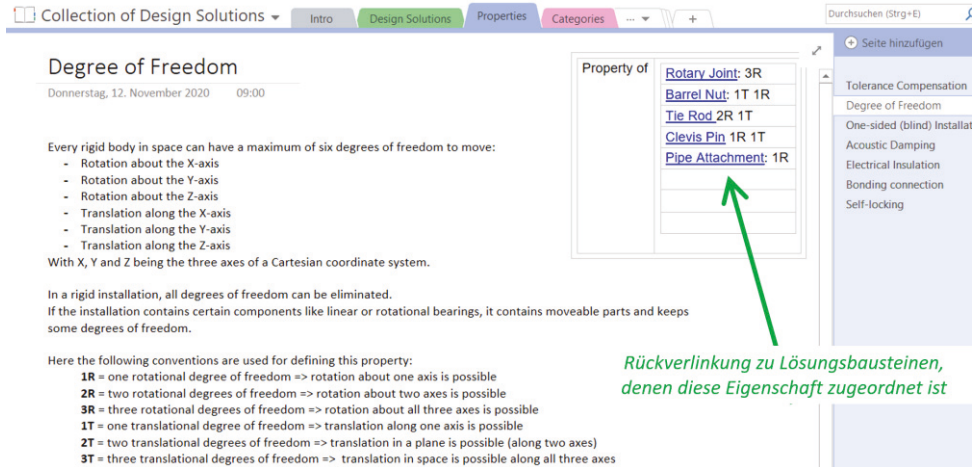 Collection of Design Solutions
Intro
Design Solutions
Properties
Categories
...
+
Durchsuchen (Strg+E)
Seite hinzufügen
Tolerance Compensation
Degree of Freedom
One-sided (blind) Installat
Acoustic Damping
Electrical Insulation
Bonding connection
Self-locking
Degree of Freedom
Donnerstag, 12. November 2020 09:00
Property of
Rotary Joint: 3R
Barrel Nut: 1T 1R
Tie Rod 2R 1T
Clevis Pin 1R 1T
Pipe Attachment: 1R
Every rigid body in space can have a maximum of six degrees of freedom to move:
- Rotation about the X-axis
- Rotation about the Y-axis
- Rotation about the Z-axis
- Translation along the X-axis
- Translation along the Y-axis
- Translation along the Z-axis
With X, Y and Z being the three axes of a Cartesian coordinate system.
In a rigid installation, all degrees of freedom can be eliminated.
If the installation contains certain components like linear or rotational bearings, it contains moveable parts and keeps
some degrees of freedom.
Here the following conventions are used for defining this property:
1R = one rotational degree of freedom => rotation about one axis is possible
2R = two rotational degrees of freedom => rotation about two axes is possible
3R = three rotational degrees of freedom => rotation about all three axes is possible
1T = one translational degree of freedom => translation along one axis is possible
2T = two translational degrees of freedom => translation in a plane is possible (along two axes)
3T = three translational degrees of freedom => translation in space is possible along all three axes
Rückverlinkung zu Lösungsbausteinen,
denen diese Eigenschaft zugeordnet ist